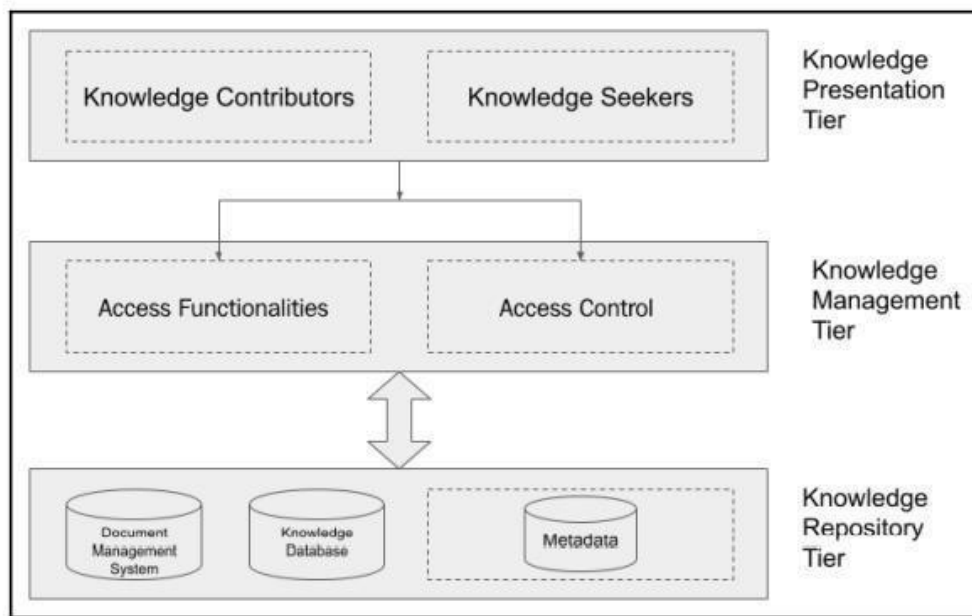 Knowledge Contributors
Knowledge Seekers
Knowledge
Presentation
Tier
Access Functionalities
Access Control
Knowledge
Management
Tier
Document
Management
System
Knowledge
Database
Metadata
Knowledge
Repository
Tier